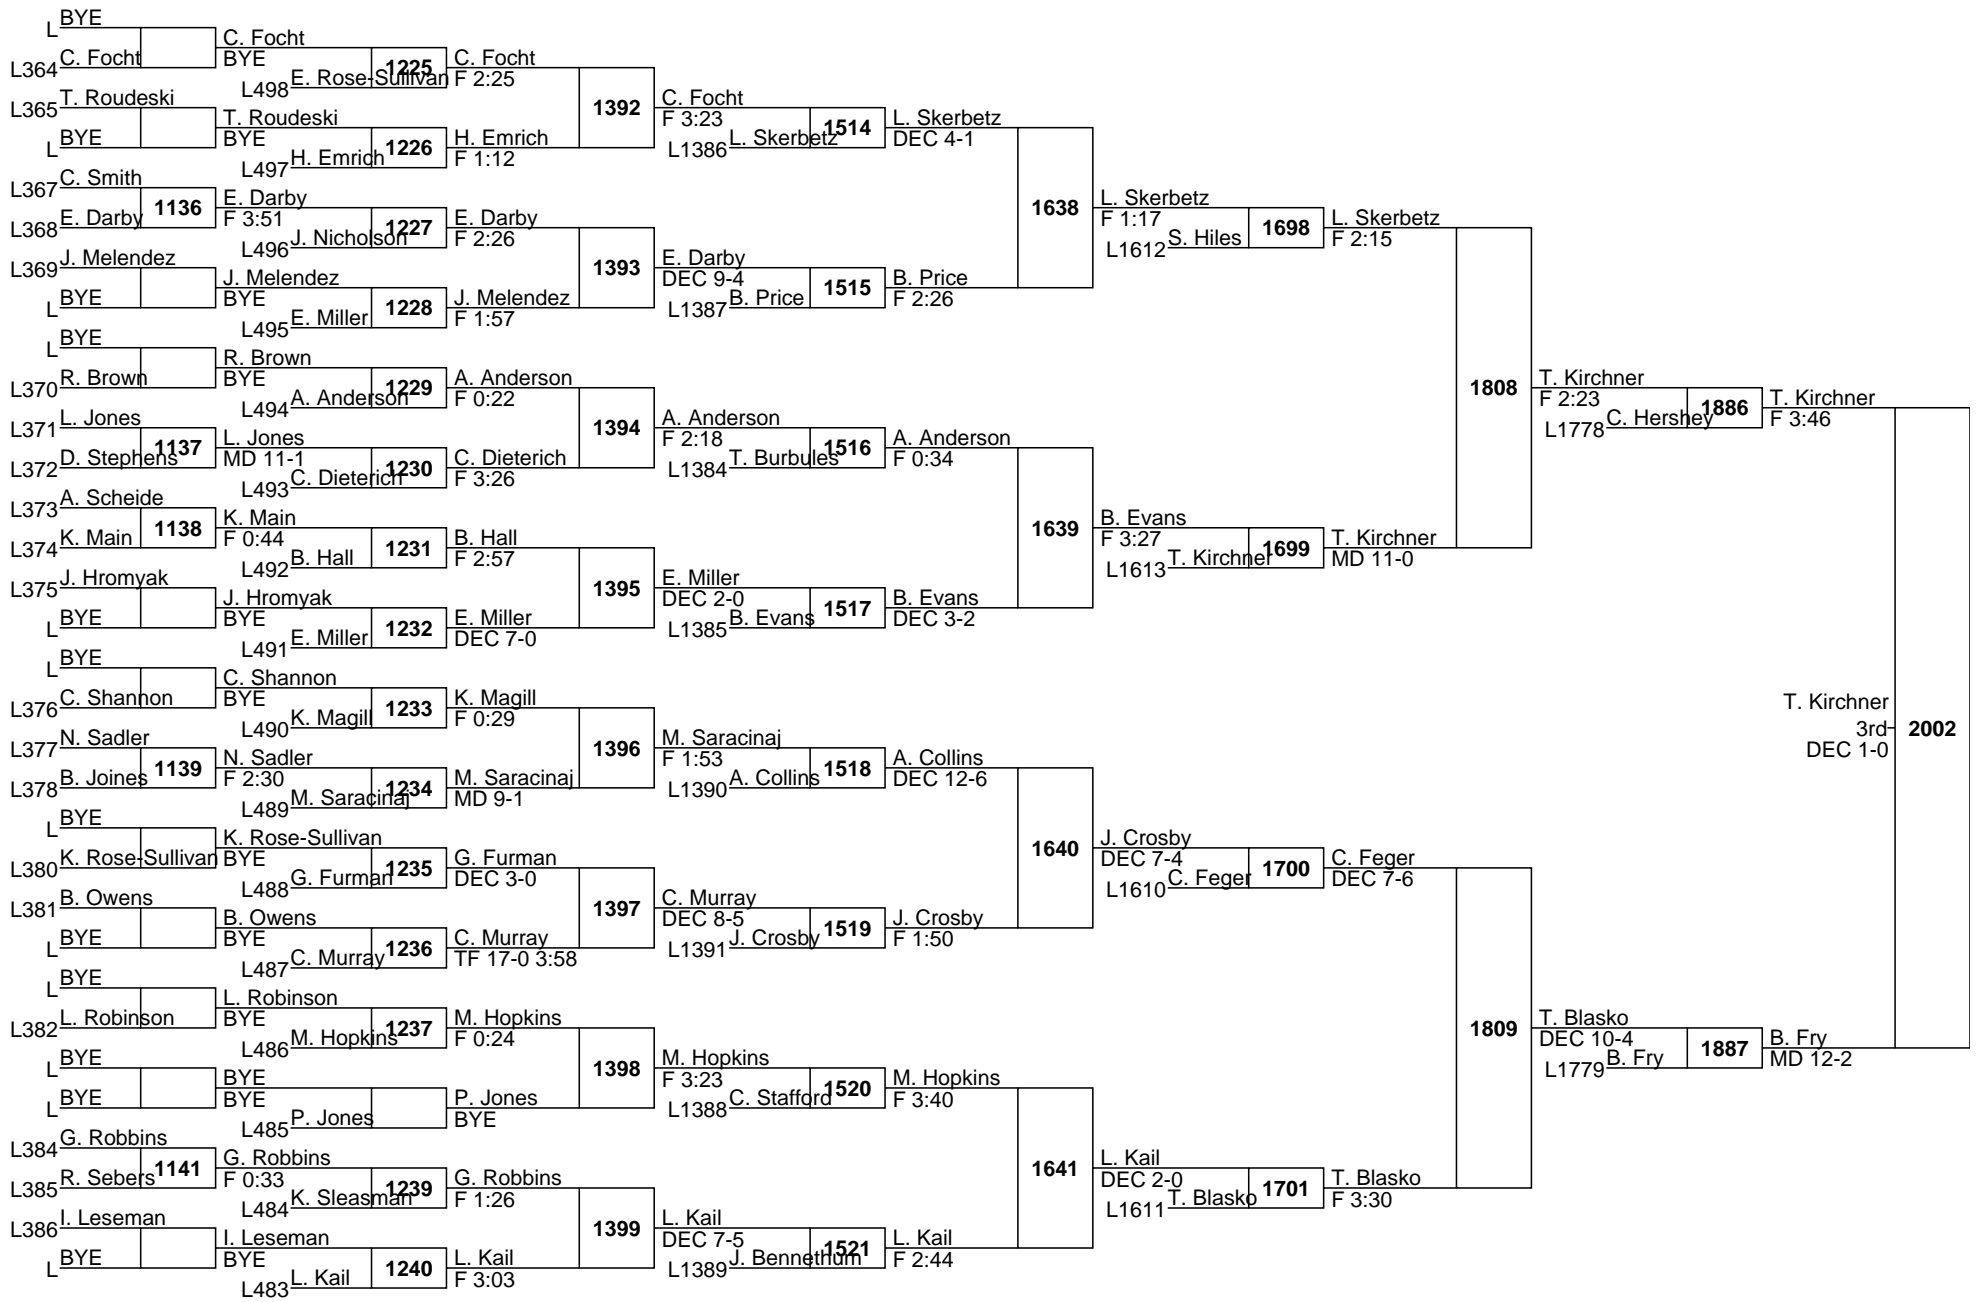 BYE
L
C. Focht
L364
C. Focht
BYE
E. Rose-Sullivan
L498
1225
C. Focht
F 2:25
T. Roudeski
L365
BYE
L
T. Roudeski
BYE
H. Emrich
L497
1226
H. Emrich
F 1:12
1392
C. Focht
F 3:23
L. Skerbetz
L1386
1514
L. Skerbetz
DEC 4-1
C. Smith
L367
1136
E. Darby
L368
E. Darby
F 3:51
J. Nicholson
L496
1227
E. Darby
F 2:26
J. Melendez
L369
BYE
L
J. Melendez
BYE
E. Miller
L495
1228
J. Melendez
F 1:57
1393
E. Darby
DEC 9-4
B. Price
L1387
1515
B. Price
F 2:26
1638
L. Skerbetz
F 1:17
S. Hiles
L1612
1698
L. Skerbetz
F 2:15
BYE
L
R. Brown
L370
R. Brown
BYE
A. Anderson
L494
1229
A. Anderson
F 0:22
L. Jones
L371
1137
D. Stephens
L372
L. Jones
MD 11-1
C. Dieterich
L493
1230
C. Dieterich
F 3:26
1394
A. Anderson
F 2:18
T. Burbules
L1384
1516
A. Anderson
F 0:34
A. Scheide
L373
1138
K. Main
L374
K. Main
F 0:44
B. Hall
L492
1231
B. Hall
F 2:57
J. Hromyak
L375
BYE
L
J. Hromyak
BYE
E. Miller
L491
1232
E. Miller
DEC 7-0
1395
E. Miller
DEC 2-0
B. Evans
L1385
1517
B. Evans
DEC 3-2
1639
B. Evans
F 3:27
T. Kirchner
L1613
1699
T. Kirchner
MD 11-0
1808
T. Kirchner
F 2:23
C. Hershey
L1778
1886
T. Kirchner
F 3:46
BYE
L
C. Shannon
L376
C. Shannon
BYE
K. Magill
L490
1233
K. Magill
F 0:29
N. Sadler
L377
1139
B. Joines
L378
N. Sadler
F 2:30
M. Saracinaj
L489
1234
M. Saracinaj
MD 9-1
1396
M. Saracinaj
F 1:53
A. Collins
L1390
1518
A. Collins
DEC 12-6
BYE
L
K. Rose-Sullivan
L380
K. Rose-Sullivan
BYE
G. Furman
L488
1235
G. Furman
DEC 3-0
B. Owens
L381
BYE
L
B. Owens
BYE
C. Murray
L487
1236
C. Murray
TF 17-0 3:58
1397
C. Murray
DEC 8-5
J. Crosby
L1391
1519
J. Crosby
F 1:50
1640
J. Crosby
DEC 7-4
C. Feger
L1610
1700
C. Feger
DEC 7-6
BYE
L
L. Robinson
L382
L. Robinson
BYE
M. Hopkins
L486
1237
M. Hopkins
F 0:24
BYE
L
BYE
L
BYE
BYE
P. Jones
L485
P. Jones
BYE
1398
M. Hopkins
F 3:23
C. Stafford
L1388
1520
M. Hopkins
F 3:40
G. Robbins
L384
1141
R. Sebers
L385
G. Robbins
F 0:33
K. Sleasman
L484
1239
G. Robbins
F 1:26
I. Leseman
L386
BYE
L
I. Leseman
BYE
L. Kail
L483
1240
L. Kail
F 3:03
1399
L. Kail
DEC 7-5
J. Bennethum
L1389
1521
L. Kail
F 2:44
1641
L. Kail
DEC 2-0
T. Blasko
L1611
1701
T. Blasko
F 3:30
1809
T. Blasko
DEC 10-4
B. Fry
L1779
1887
B. Fry
MD 12-2
T. Kirchner
3rd
DEC 1-0
2002